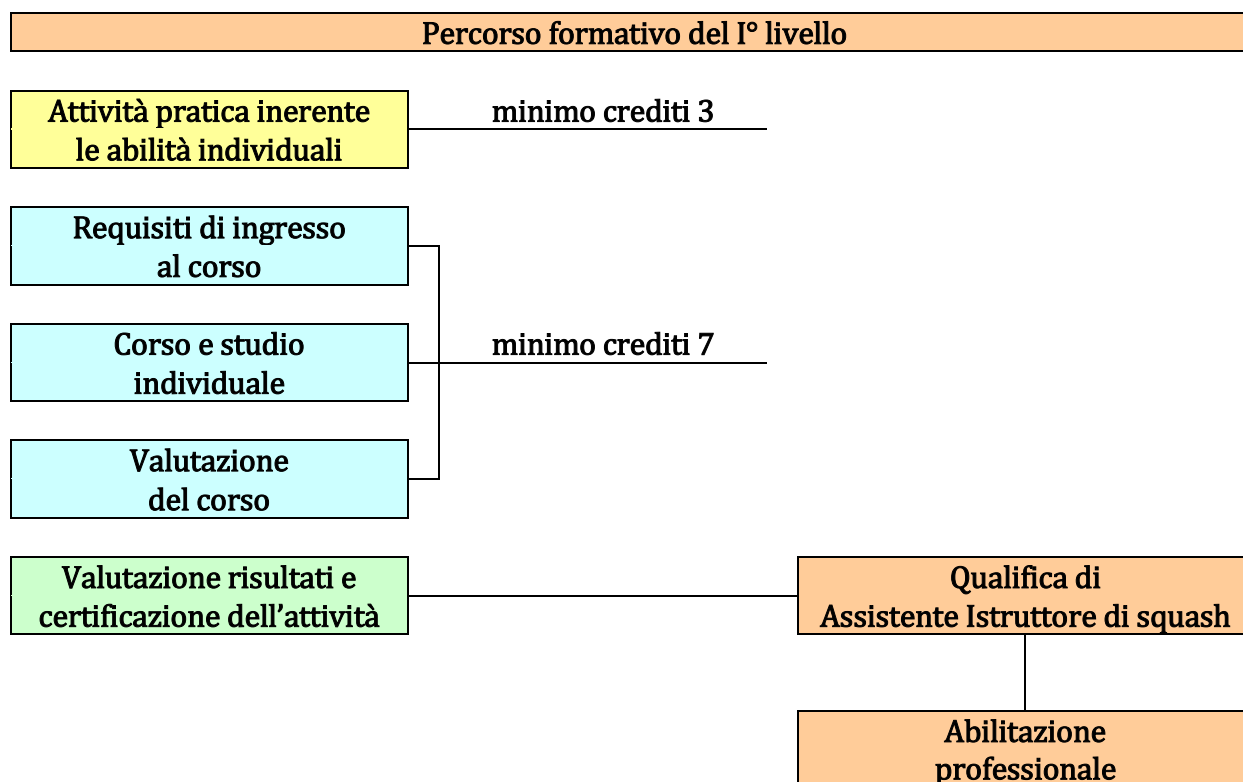 Percorso formativo del I° livello
Attività pratica inerente
le abilità individuali
minimo crediti 3
Requisiti di ingresso
al corso
Corso e studio
individuale
minimo crediti 7
Valutazione
del corso
Valutazione risultati e
certificazione dell’attività
Qualifica di
Assistente Istruttore di squash
Abilitazione
professionale